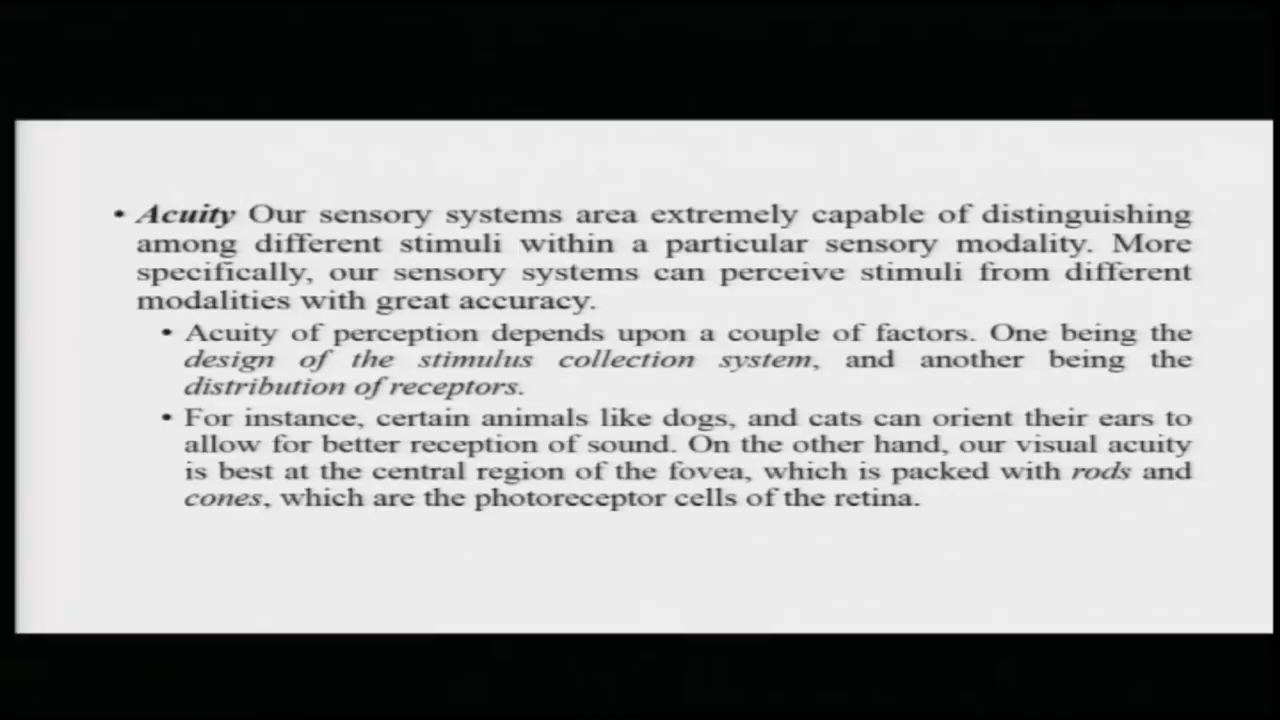 • Acuity Our sensory systems area extremely capable of distinguishing
among different stimuli within a particular sensory modality. More
specifically, our sensory systems can perceive stimuli from different
modalities with great accuracy.
• Acuity of perception depends upon a couple of factors. One being the
design of the stimulus collection system, and another being the
distribution of receptors.
• For instance, certain animals like dogs, and cats can orient their ears to
allow for better reception of sound. On the other hand, our visual acuity
is best at the central region of the fovea, which is packed with rods and
cones, which are the photoreceptor cells of the retina.